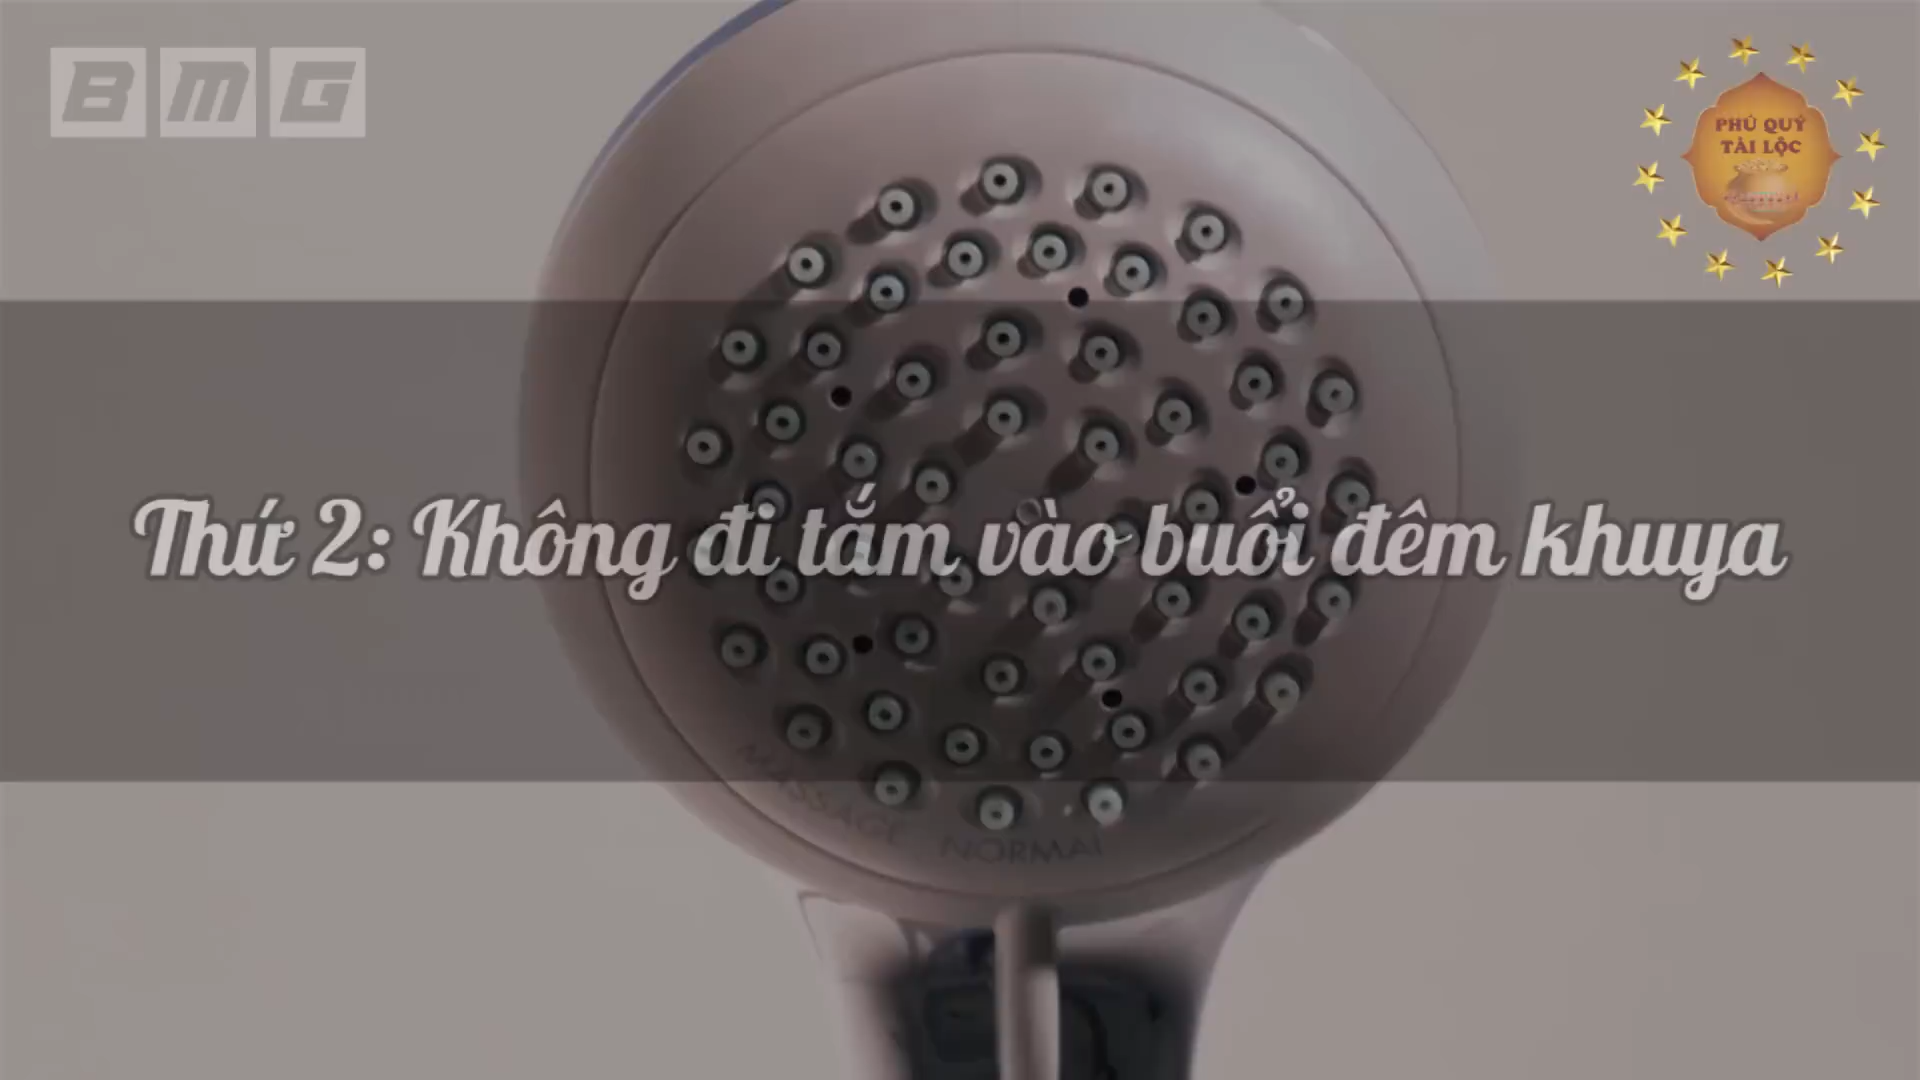 BMG
PHÚ QUÝ
TÀI LỘC
Thứ 2: Không đi tắm vào buổi đêm khuya
MASSAGE NORMAL